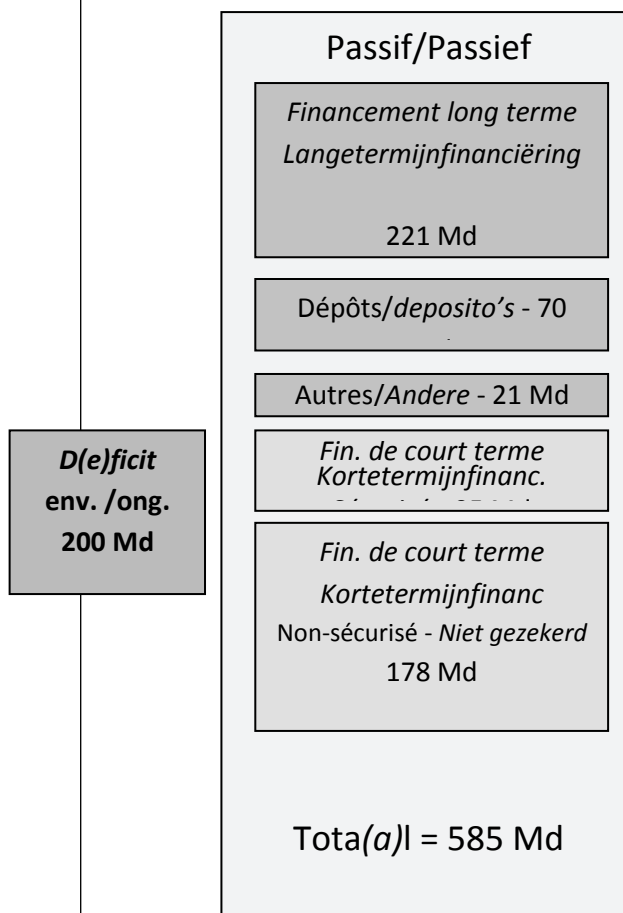 Passif/Passief
Financement long terme
Langetermijnfinanciëring
221 Md
Dépôts/deposito's - 70
Autres/Andere - 21 Md
D(e)ficit
env. /ong.
200 Md
Fin. de court terme
Kortetermijnfinanc.
Fin. de court terme
Kortetermijnfinanc
Non-sécurisé - Niet gezekerd
178 Md
Tota(a)l = 585 Md